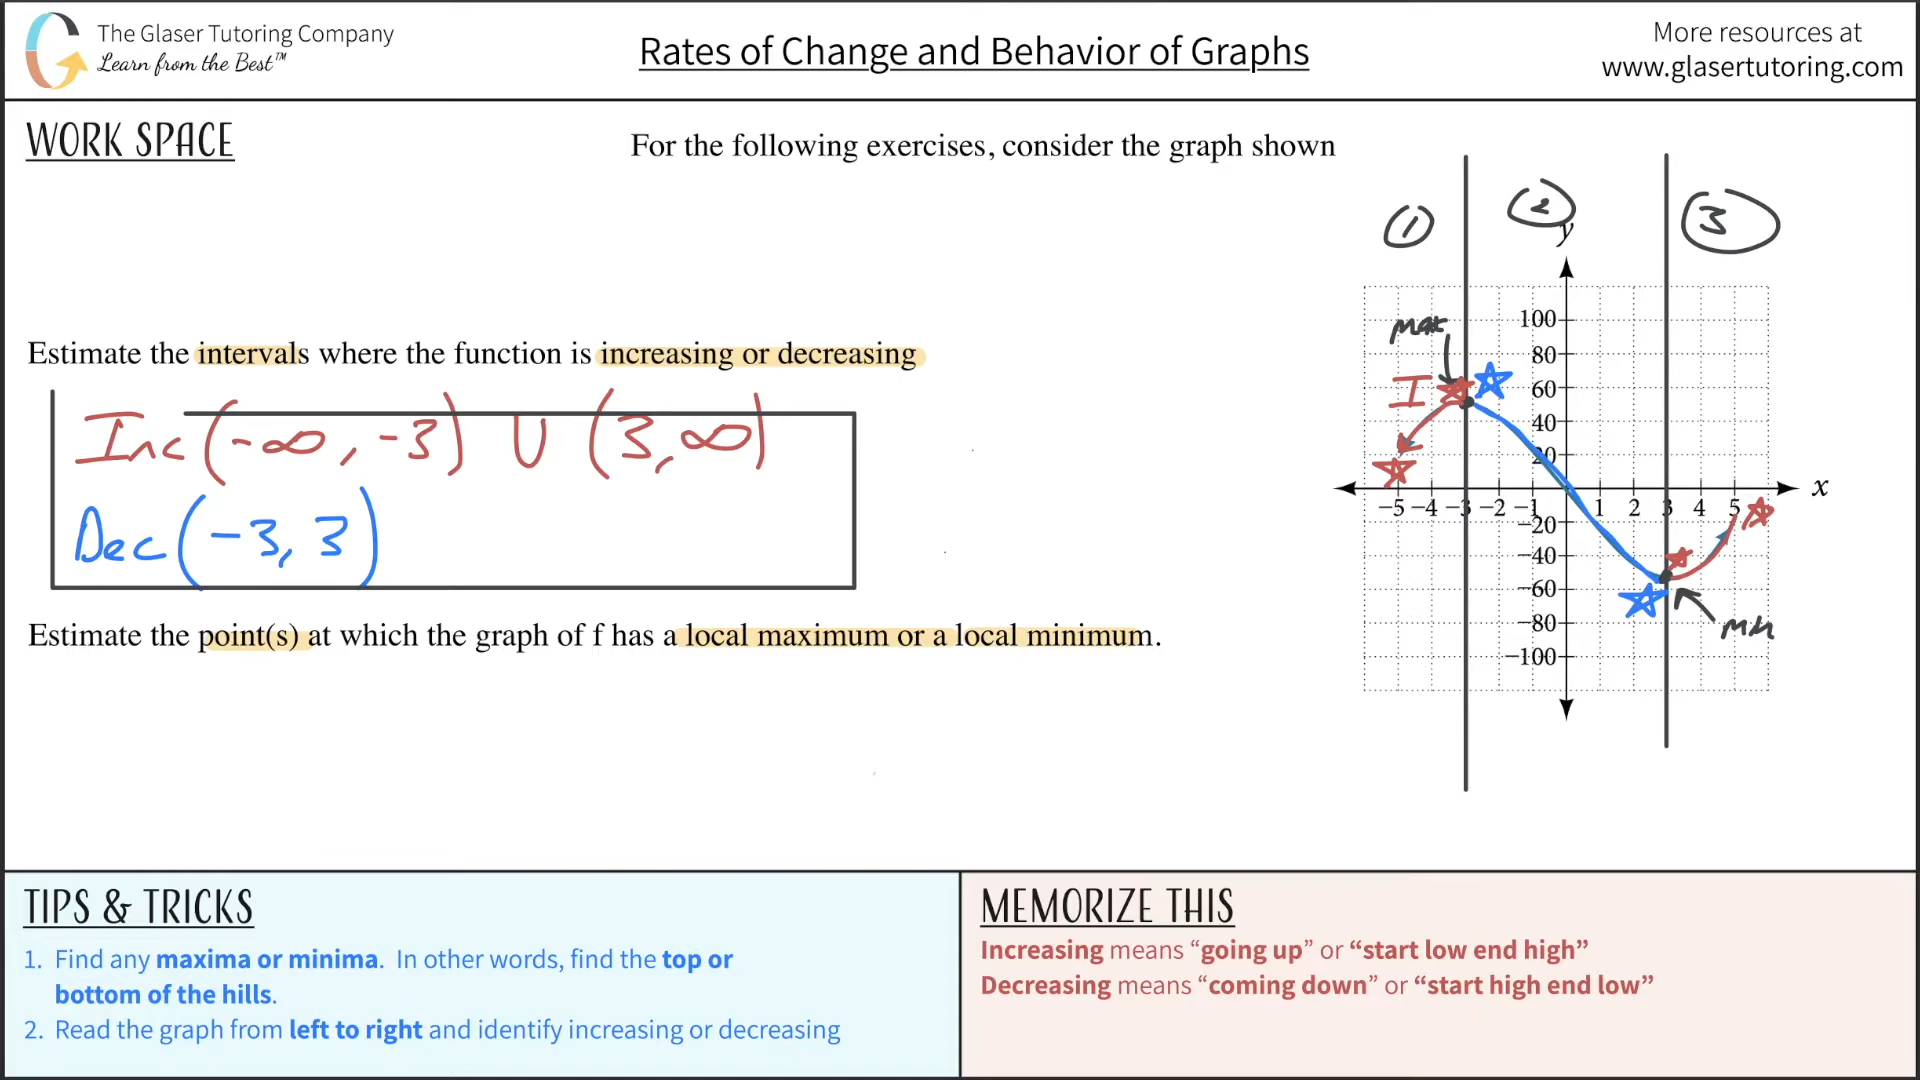 The Glaser Tutoring Company
Learn from the Best™
Rates of Change and Behavior of Graphs
More resources at
www.glasertutoring.com
WORK SPACE
For the following exercises, consider the graph shown
① ② ③
y
Estimate the intervals where the function is increasing or decreasing
Inc (-∞, -3) U (3, ∞)
Dec (-3, 3)
Estimate the point(s) at which the graph of f has a local maximum or a local minimum.
max
I
100
80
60
40
20
−5 −4 −3 −2 −1 1 2 3 4 5 x
−20
−40
−60
−80
−100
min
TIPS & TRICKS
1. Find any maxima or minima. In other words, find the top or
bottom of the hills.
2. Read the graph from left to right and identify increasing or decreasing
MEMORIZE THIS
Increasing means “going up” or “start low end high”
Decreasing means “coming down” or “start high end low”